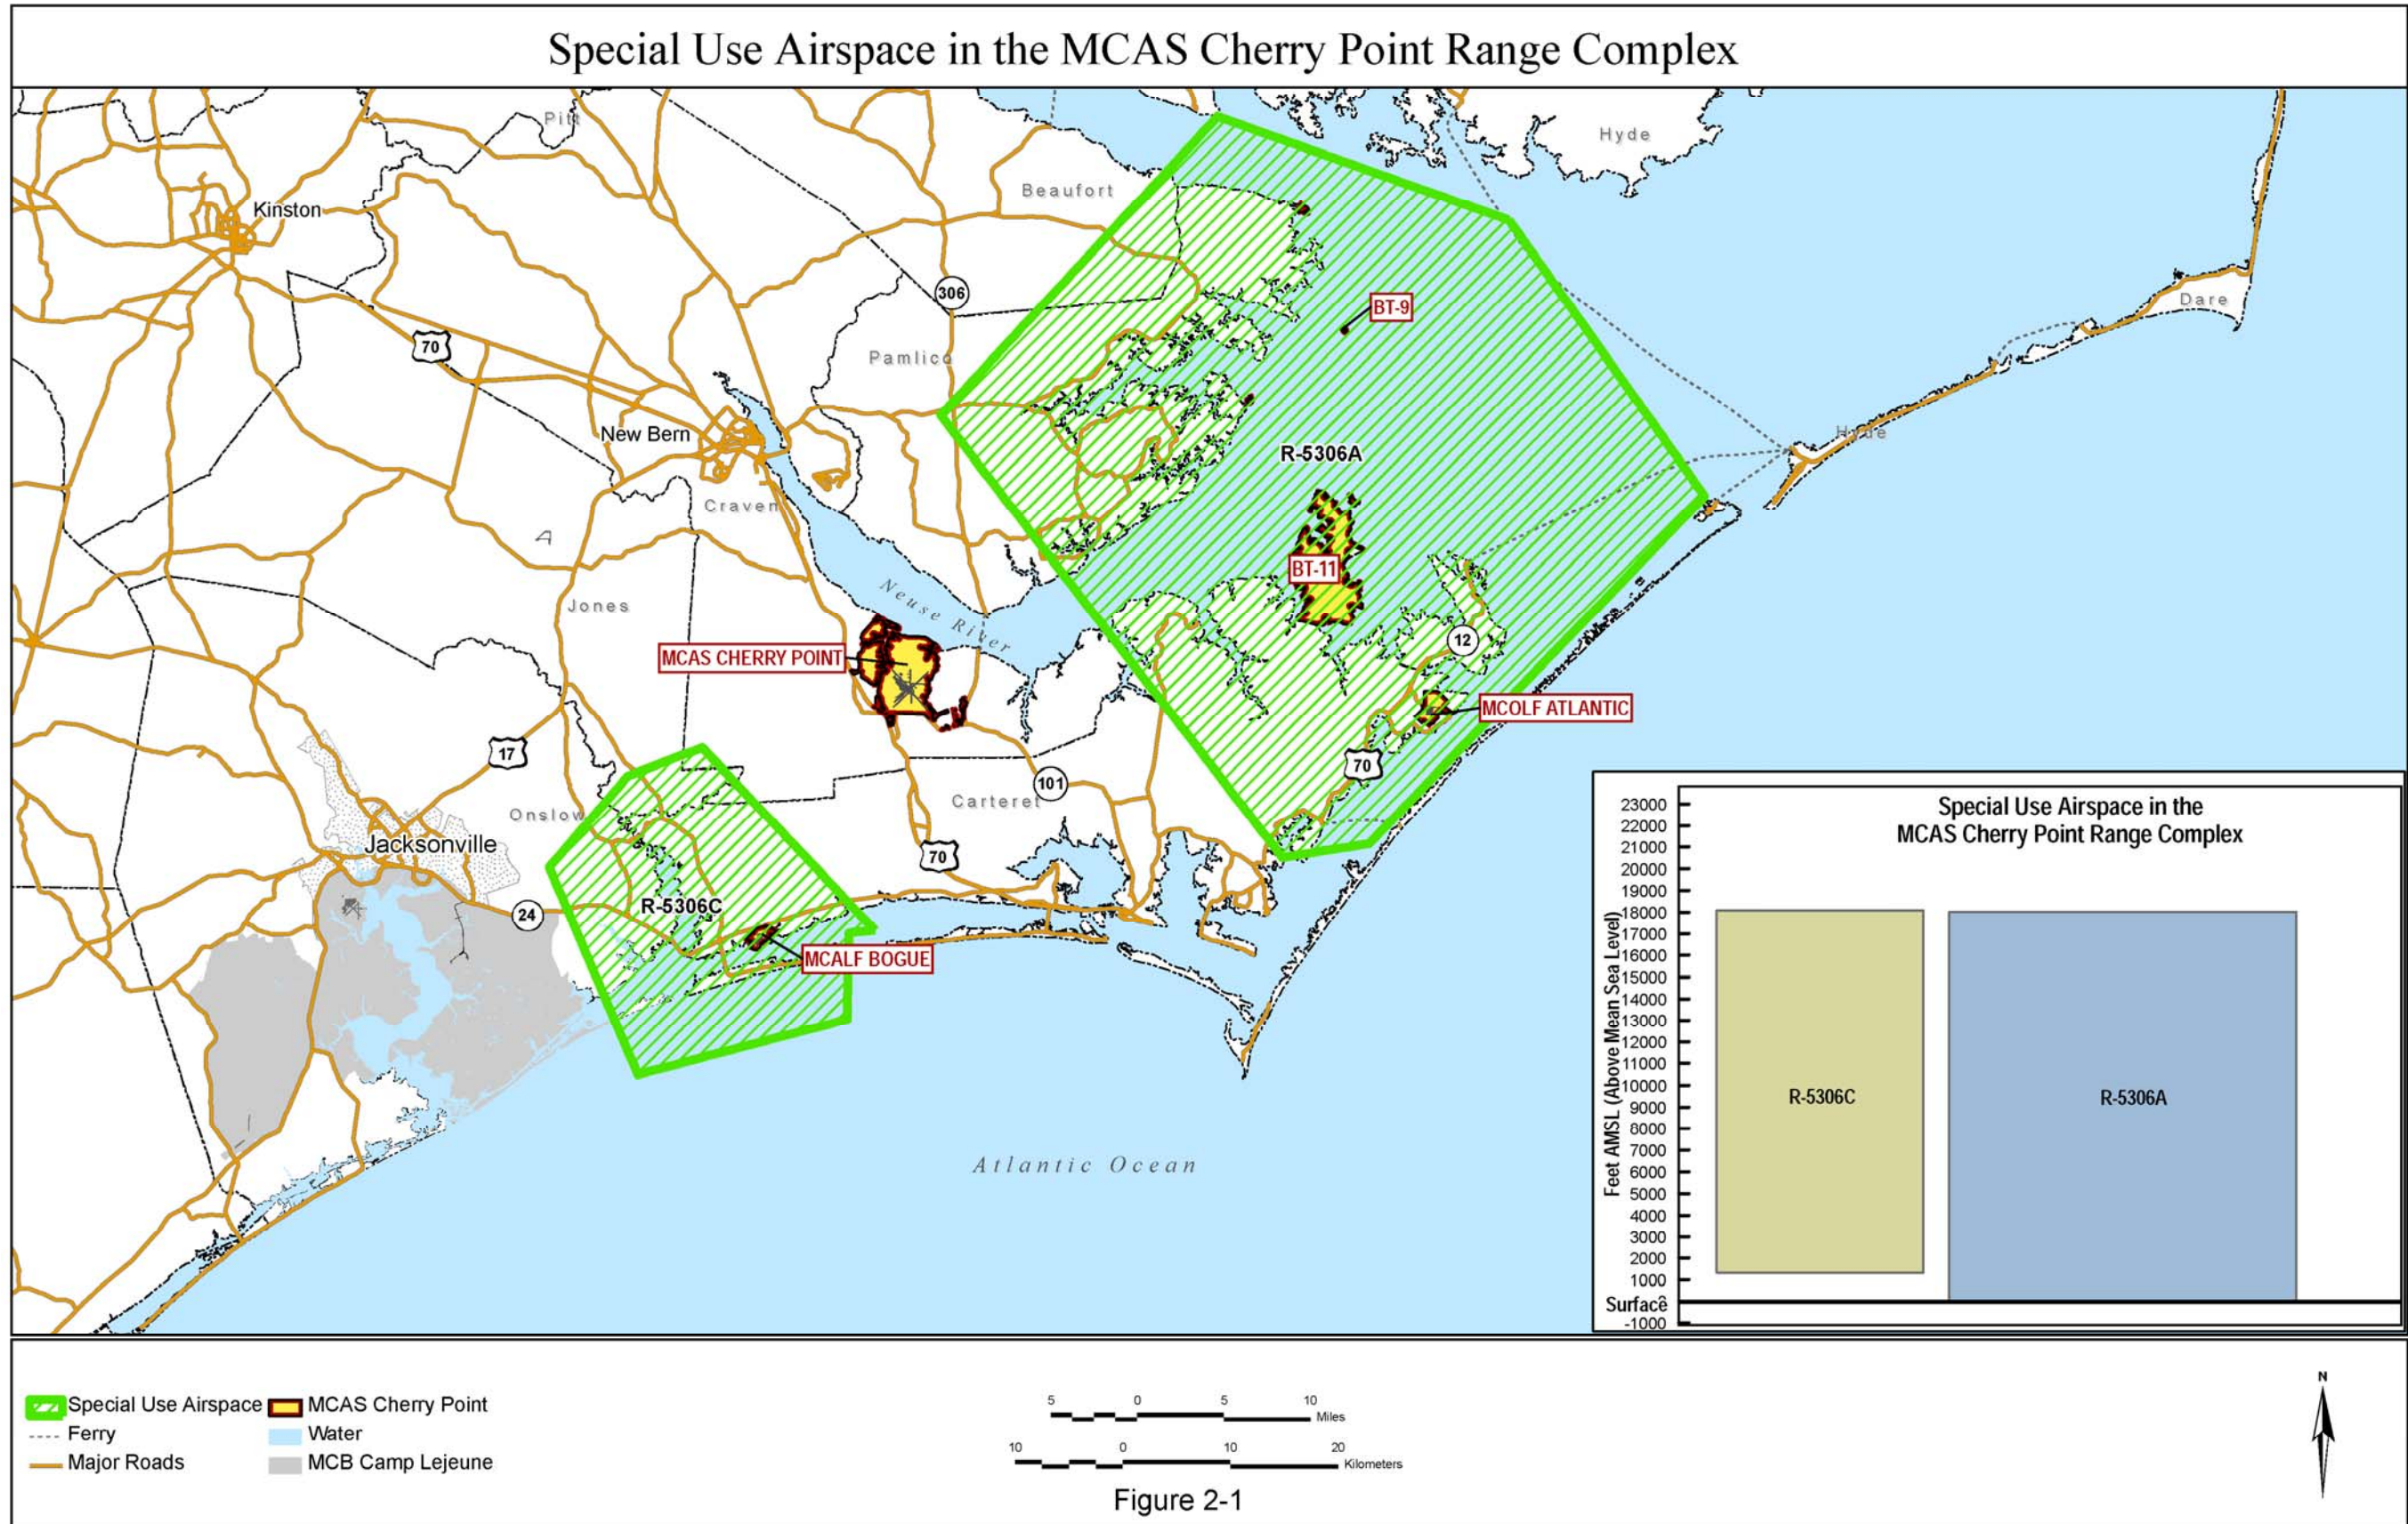 Special Use Airspace in the MCAS Cherry Point Range Complex
Pitt
Hyde
Kinston
Beaufort
306
BT-9
Dare
70
Pamlico
New Bern
Hyde
R-5306A
Craven
A
BT-11
Neuse River
Jones
12
MCAS CHERRY POINT
MCOLF ATLANTIC
17
70
101
Carteret
Onslow
Jacksonville
70
R-5306C
24
MCALF BOGUE
Atlantic Ocean
Special Use Airspace in the
MCAS Cherry Point Range Complex
Feet AMSL (Above Mean Sea Level)
23000
22000
21000
20000
19000
18000
17000
16000
15000
14000
13000
12000
11000
10000
9000
8000
7000
6000
5000
4000
3000
2000
1000
Surface
-1000
R-5306C
R-5306A
Special Use Airspace
MCAS Cherry Point
Ferry
Water
Major Roads
MCB Camp Lejeune
5 0 5 10
Miles
10 0 10 20
Kilometers
Figure 2-1
N